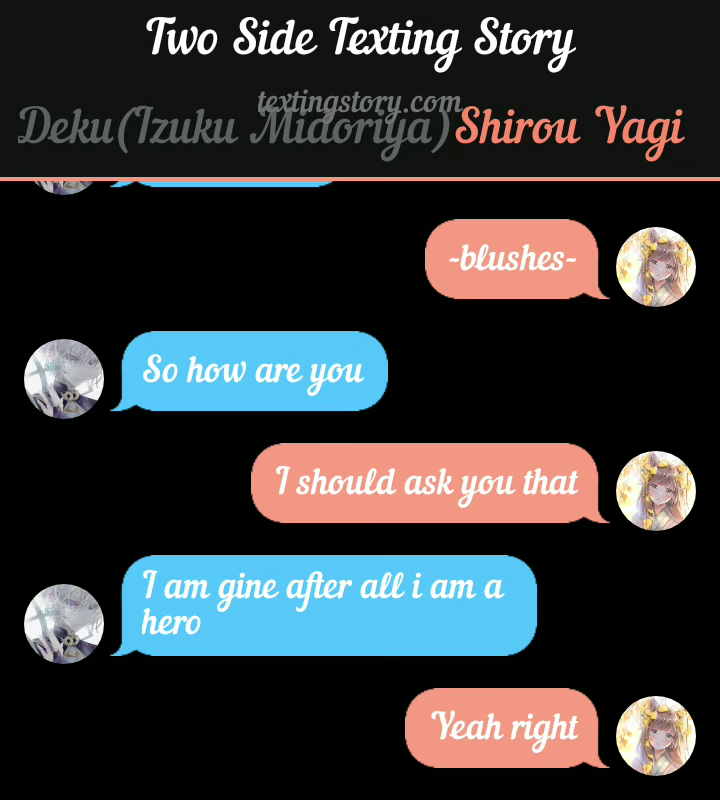 Two Side Texting Story
textingstory.com
Deku(Izuku Midoriya) Shirou Yagi
-blushes-
So how are you
I should ask you that
I am gine after all i am a
hero
Yeah right